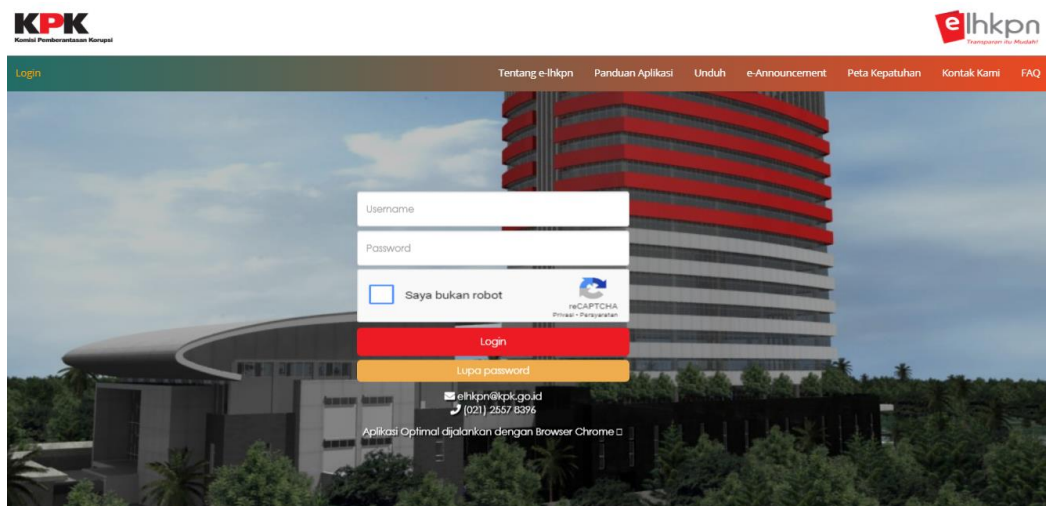 KPK
Komisi Pemberantasan Korupsi
elhkpn
Transparan itu Mudah!
Login
Tentang e-lhkpn
Panduan Aplikasi
Unduh
e-Announcement
Peta Kepatuhan
Kontak Kami
FAQ
Username
Password
Saya bukan robot
reCAPTCHA
Privasi - Persyaratan
Login
Lupa password
elhkpn@kpk.go.id
(021) 2557 8396
Aplikasi Optimal dijalankan dengan Browser Chrome